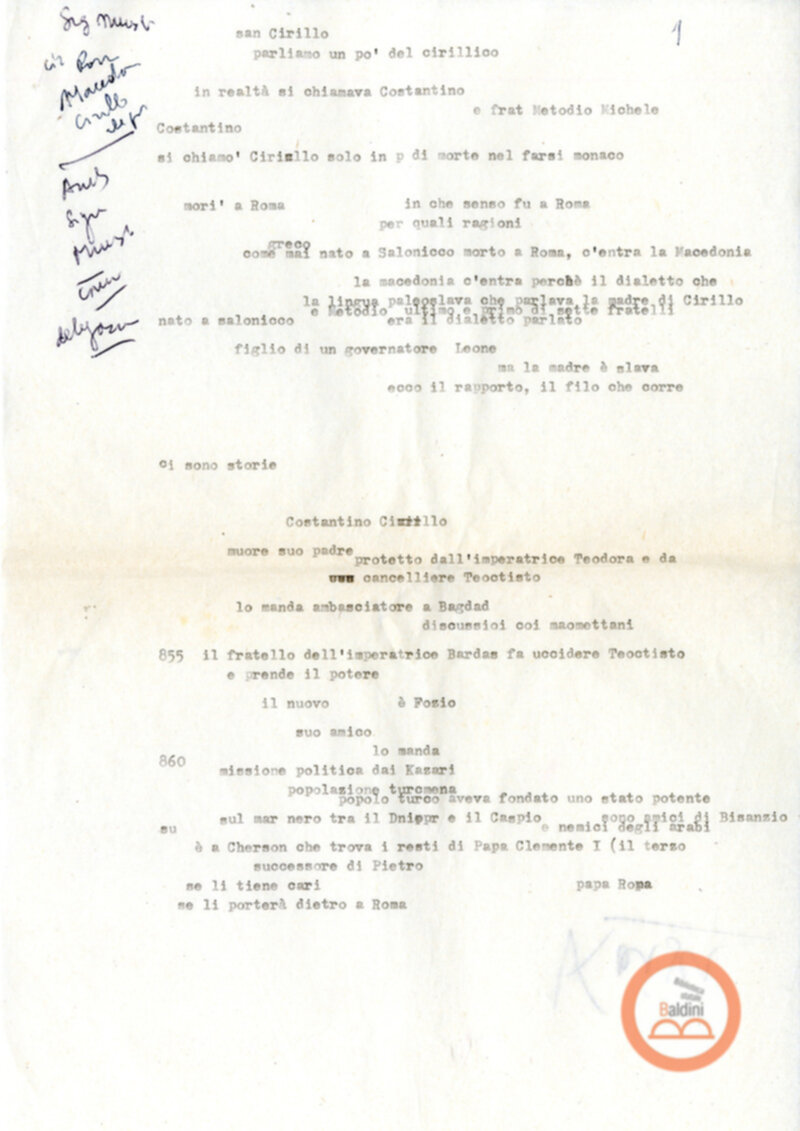 1
san Cirillo
parliamo un po' del cirillico
in realtà si chiamava Costantino
e frat Metodio Michele
Costantino
si chiamo' Cirillo solo in p di morte nel farsi monaco
mori' a Roma in che senso fu a Roma
per quali ragioni
greco
come mai nato a Salonicco morto a Roma, c'entra la Macedonia
la macedonia c'entra perchè il dialetto che
la lingua paleoslava che parlava la madre di Cirillo
e Metodio ultimo e primo di sette fratelli
nato a salonicco era il dialetto parlato
figlio di un governatore Leone
ma la madre è slava
ecco il rapporto, il filo che corre
ci sono storie
Costantino Cirillo
muore suo padre
protetto dall'imperatrice Teodora e da
cancelliere Teoctisto
lo manda ambasciatore a Bagdad
discussioi coi maomettani
855 il fratello dell'imperatrice Bardas fa uccidere Teoctisto
e prende il potere
il nuovo è Fozio
suo amico
lo manda
860
missione politica dai Kazari
popolazione turcmena
popolo turco aveva fondato uno stato potente
sul mar nero tra il Dnippr e il Caspio sono amici di Bisanzio
su e nemici degli arabi
è a Cherson che trova i resti di Papa Clemente I (il terzo
successore di Pietro
se li tiene cari papa Roma
se li porterà dietro a Roma
Macedo
Cirillo
Biblioteca
statale
Baldini